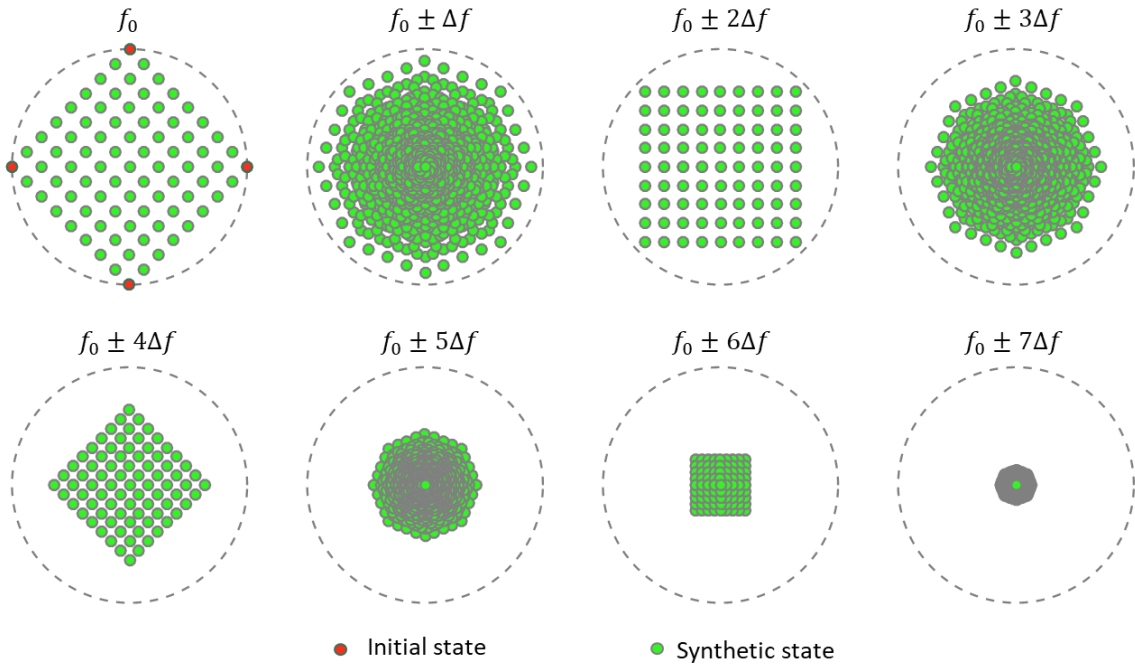 f₀
f₀ ± Δf
f₀ ± 2Δf
f₀ ± 3Δf
f₀ ± 4Δf
f₀ ± 5Δf
f₀ ± 6Δf
f₀ ± 7Δf
Initial state
Synthetic state